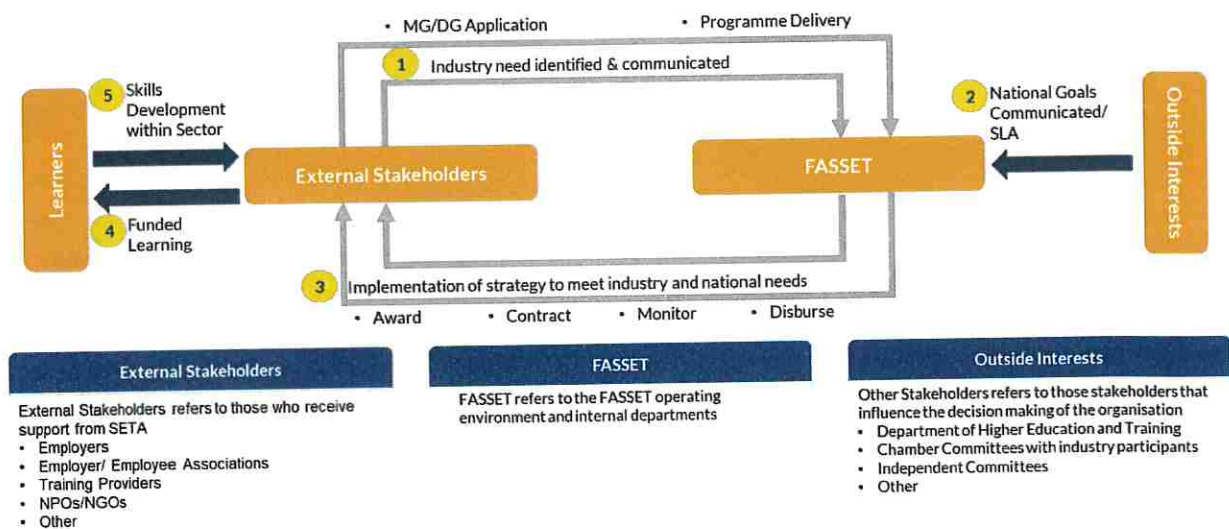 • MG/DG Application
• Programme Delivery
1 Industry need identified & communicated
5 Skills
Development
within Sector
2 National Goals
Communicated/
SLA
Learners
External Stakeholders
FASSET
Outside Interests
4 Funded
Learning
3 Implementation of strategy to meet industry and national needs
• Award • Contract • Monitor • Disburse
External Stakeholders
External Stakeholders refers to those who receive
support from SETA
• Employers
• Employer/ Employee Associations
• Training Providers
• NPOs/NGOs
• Other
FASSET
FASSET refers to the FASSET operating
environment and internal departments
Outside Interests
Other Stakeholders refers to those stakeholders that
influence the decision making of the organisation
• Department of Higher Education and Training
• Chamber Committees with industry participants
• Independent Committees
• Other